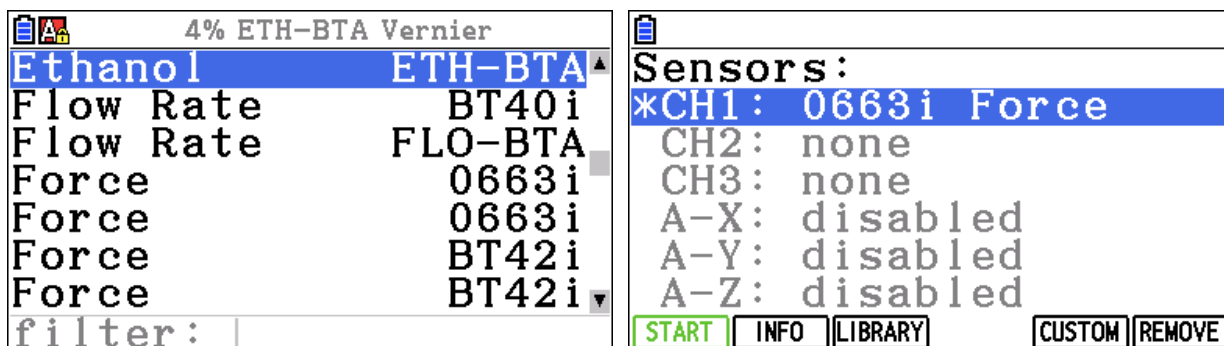 4% ETH-BTA Vernier
Ethanol ETH-BTA
Flow Rate BT40i
Flow Rate FLO-BTA
Force 0663i
Force 0663i
Force BT42i
Force BT42i
filter:
Sensors:
*CH1: 0663i Force
CH2: none
CH3: none
A-X: disabled
A-Y: disabled
A-Z: disabled
START INFO LIBRARY CUSTOM REMOVE